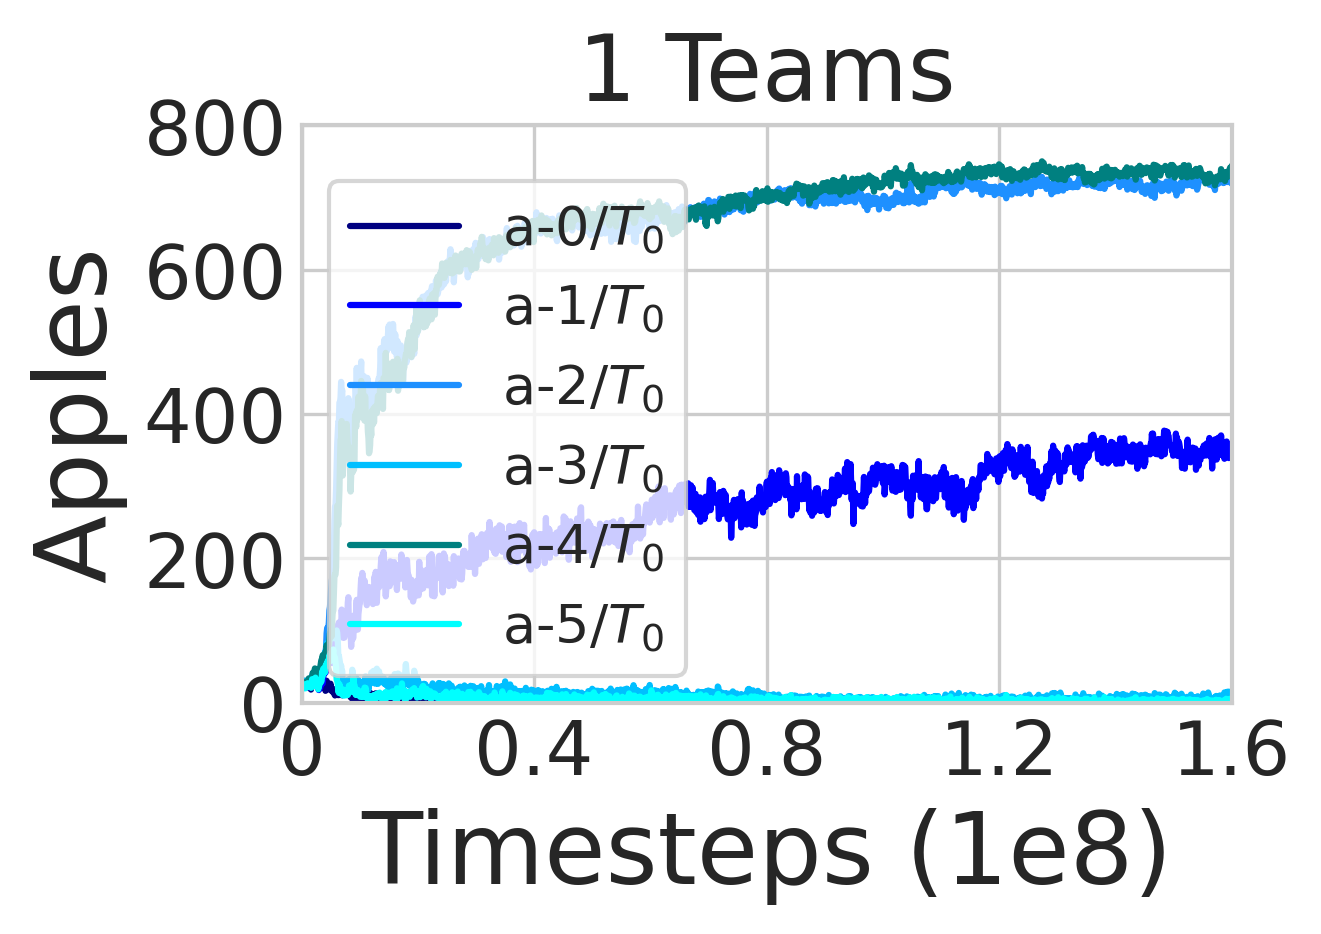 1 Teams
800
600
400
200
0
Apples
a-0/T₀
a-1/T₀
a-2/T₀
a-3/T₀
a-4/T₀
a-5/T₀
0 0.4 0.8 1.2 1.6
Timesteps (1e8)